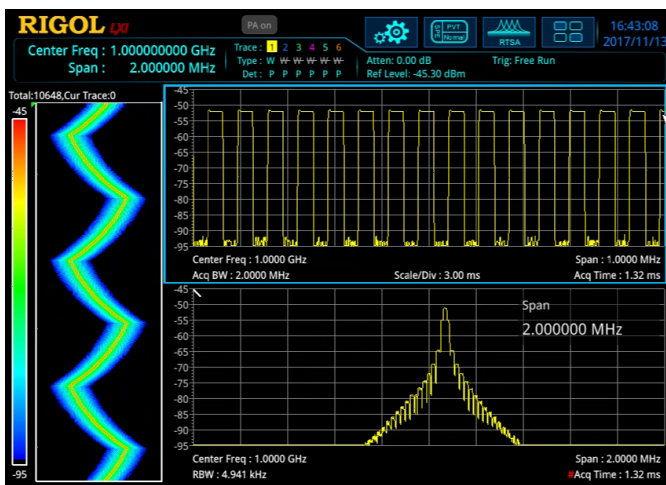 RIGOL LXI
PA on
SPE PVT Normal
RTSA
16:43:08
2017/11/13
Center Freq : 1.000000000 GHz
Span : 2.000000 MHz
Trace : 1 2 3 4 5 6
Type : W W W W W W
Det : P P P P P P
Atten: 0.00 dB
Ref Level: -45.30 dBm
Trig: Free Run
Total:10648,Cur Trace:0
-45
-95
-45
-50
-55
-60
-65
-70
-75
-80
-85
-90
-95
Center Freq : 1.0000 GHz
Span : 1.0000 MHz
Acq BW : 2.0000 MHz
Scale/Div : 3.00 ms
Acq Time : 1.32 ms
-45
-50
-55
-60
-65
-70
-75
-80
-85
-90
-95
Span
2.000000 MHz
Center Freq : 1.0000 GHz
Span : 2.0000 MHz
RBW : 4.941 kHz
#Acq Time : 1.32 ms